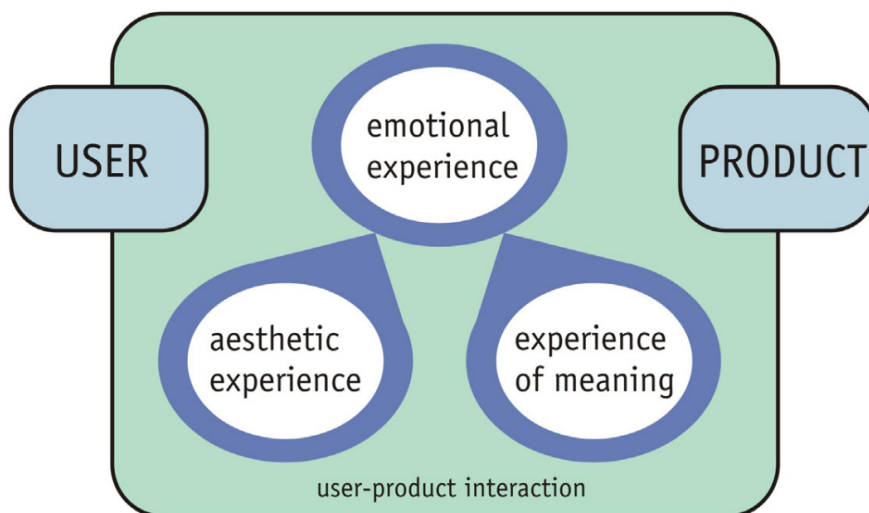 emotional
experience
USER
PRODUCT
aesthetic
experience
experience
of meaning
user-product interaction